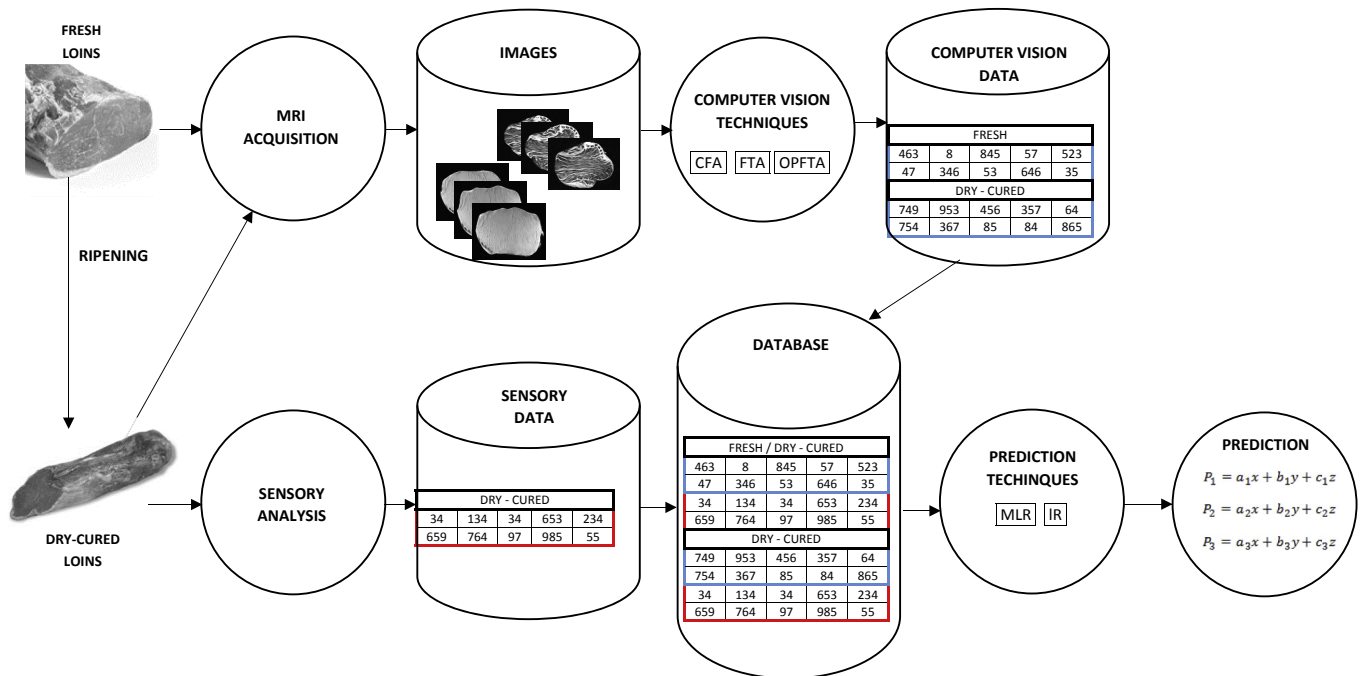 FRESH
LOINS
MRI
ACQUISITION
IMAGES
COMPUTER VISION
TECHNIQUES
CFA FTA OPFTA
COMPUTER VISION
DATA
FRESH
463 8 845 57 523
47 346 53 646 35
DRY - CURED
749 953 456 357 64
754 367 85 84 865
RIPENING
DRY-CURED
LOINS
SENSORY
ANALYSIS
SENSORY
DATA
DRY - CURED
34 134 34 653 234
659 764 97 985 55
DATABASE
FRESH / DRY - CURED
463 8 845 57 523
47 346 53 646 35
34 134 34 653 234
659 764 97 985 55
DRY - CURED
749 953 456 357 64
754 367 85 84 865
34 134 34 653 234
659 764 97 985 55
PREDICTION
TECHINQUES
MLR IR
PREDICTION
P₁ = a₁x + b₁y + c₁z
P₂ = a₂x + b₂y + c₂z
P₃ = a₃x + b₃y + c₃z